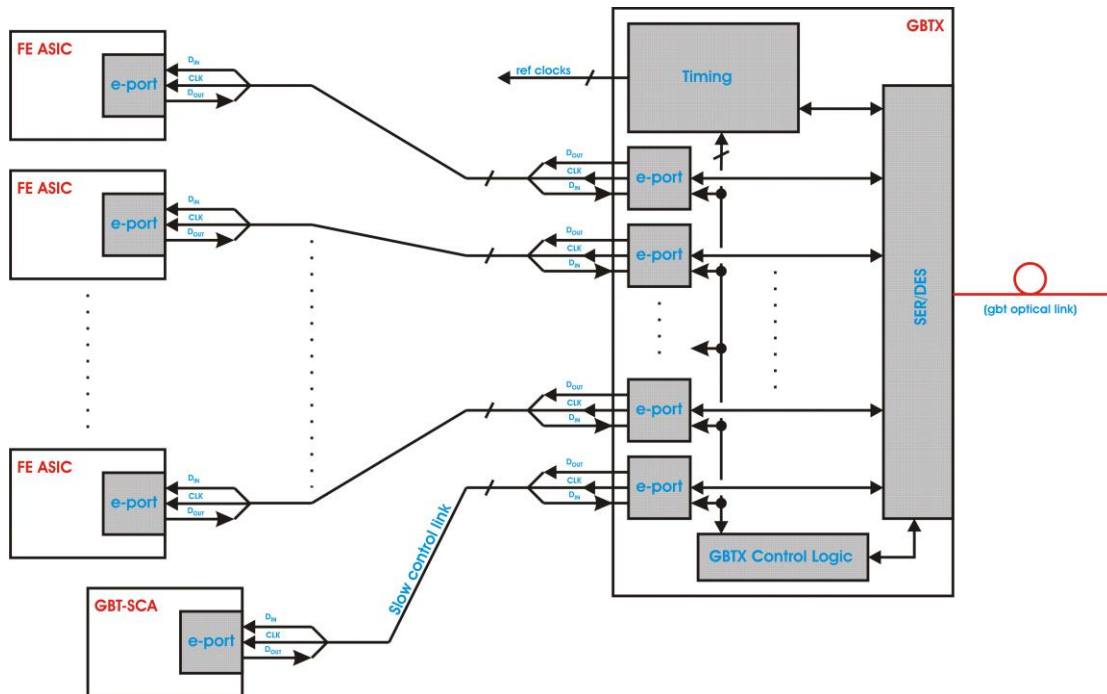 GBTX
FE ASIC
e-port
DIN
CLK
DOUT
ref clocks
Timing
DOUT
CLK
DIN
e-port
FE ASIC
e-port
DIN
CLK
DOUT
DOUT
CLK
DIN
e-port
SER/DES
(gbt optical link)
FE ASIC
e-port
DIN
CLK
DOUT
DOUT
CLK
DIN
e-port
DOUT
CLK
DIN
e-port
Slow control link
GBTX Control Logic
GBT-SCA
e-port
DIN
CLK
DOUT